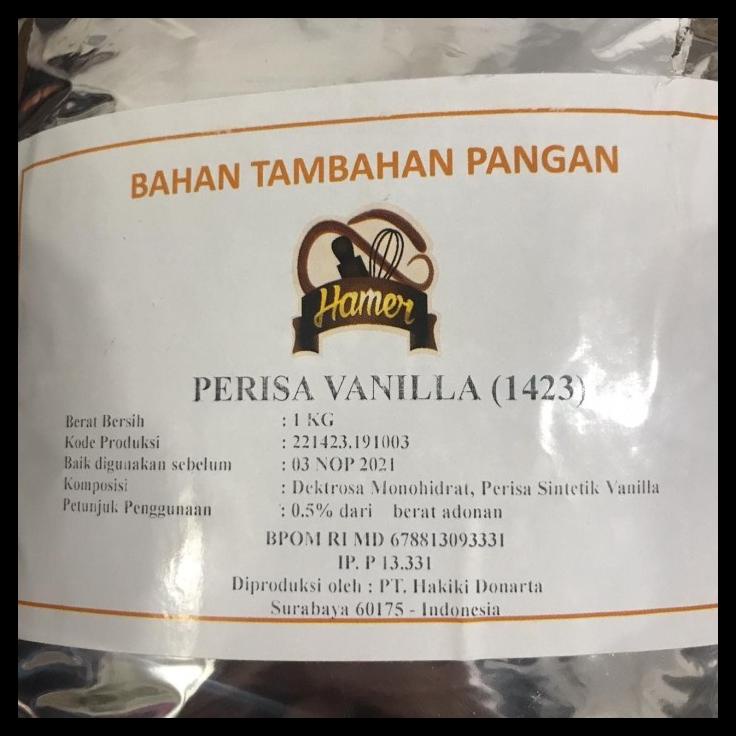 BAHAN TAMBAHAN PANGAN
Hamer
PERISA VANILLA (1423)
Berat Bersih : 1 KG
Kode Produksi : 221423.191003
Baik digunakan sebelum : 03 NOP 2021
Komposisi : Dektrosa Monohidrat, Perisa Sintetik Vanilla
Petunjuk Penggunaan : 0.5% dari berat adonan
BPOM RI MD 678813093331
IP. P 13.331
Diproduksi oleh : PT. Hakiki Donarta
Surabaya 60175 - Indonesia